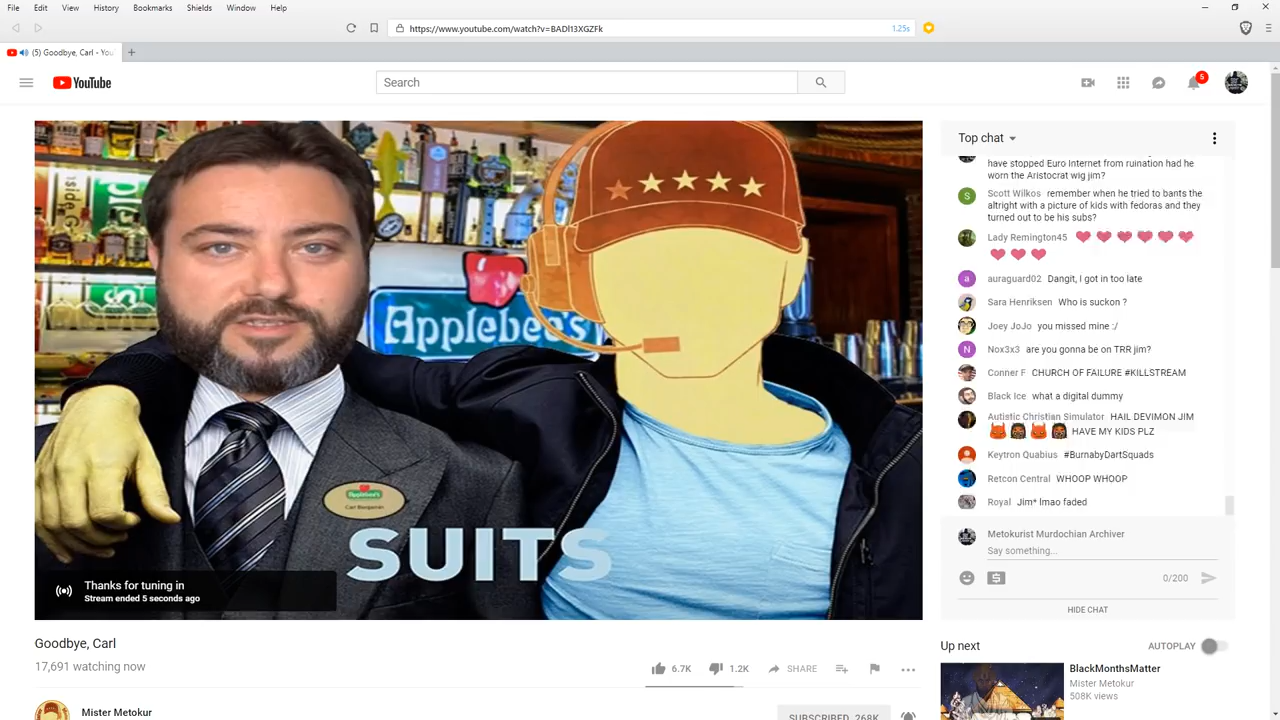 File Edit View History Bookmarks Shields Window Help
https://www.youtube.com/watch?v=BADl13XGZFk 1.25s
(5) Goodbye, Carl - You
YouTube
Search
5
Applebee's
Applebee's
Carl Benjamin
SUITS
Thanks for tuning in
Stream ended 5 seconds ago
Goodbye, Carl
17,691 watching now
6.7K 1.2K SHARE
Mister Metokur
SUBSCRIBED 268K
Top chat
have stopped Euro Internet from ruination had he
worn the Aristocrat wig jim?
Scott Wilkos remember when he tried to bants the
altright with a picture of kids with fedoras and they
turned out to be his subs?
Lady Remington45
auraguard02 Dangit, I got in too late
Sara Henriksen Who is suckon ?
Joey JoJo you missed mine :/
Nox3x3 are you gonna be on TRR jim?
Conner F CHURCH OF FAILURE #KILLSTREAM
Black Ice what a digital dummy
Autistic Christian Simulator HAIL DEVIMON JIM
HAVE MY KIDS PLZ
Keytron Quabius #BurnabyDartSquads
Retcon Central WHOOP WHOOP
Royal Jim* lmao faded
Metokurist Murdochian Archiver
Say something...
0/200
HIDE CHAT
Up next AUTOPLAY
BlackMonthsMatter
Mister Metokur
508K views